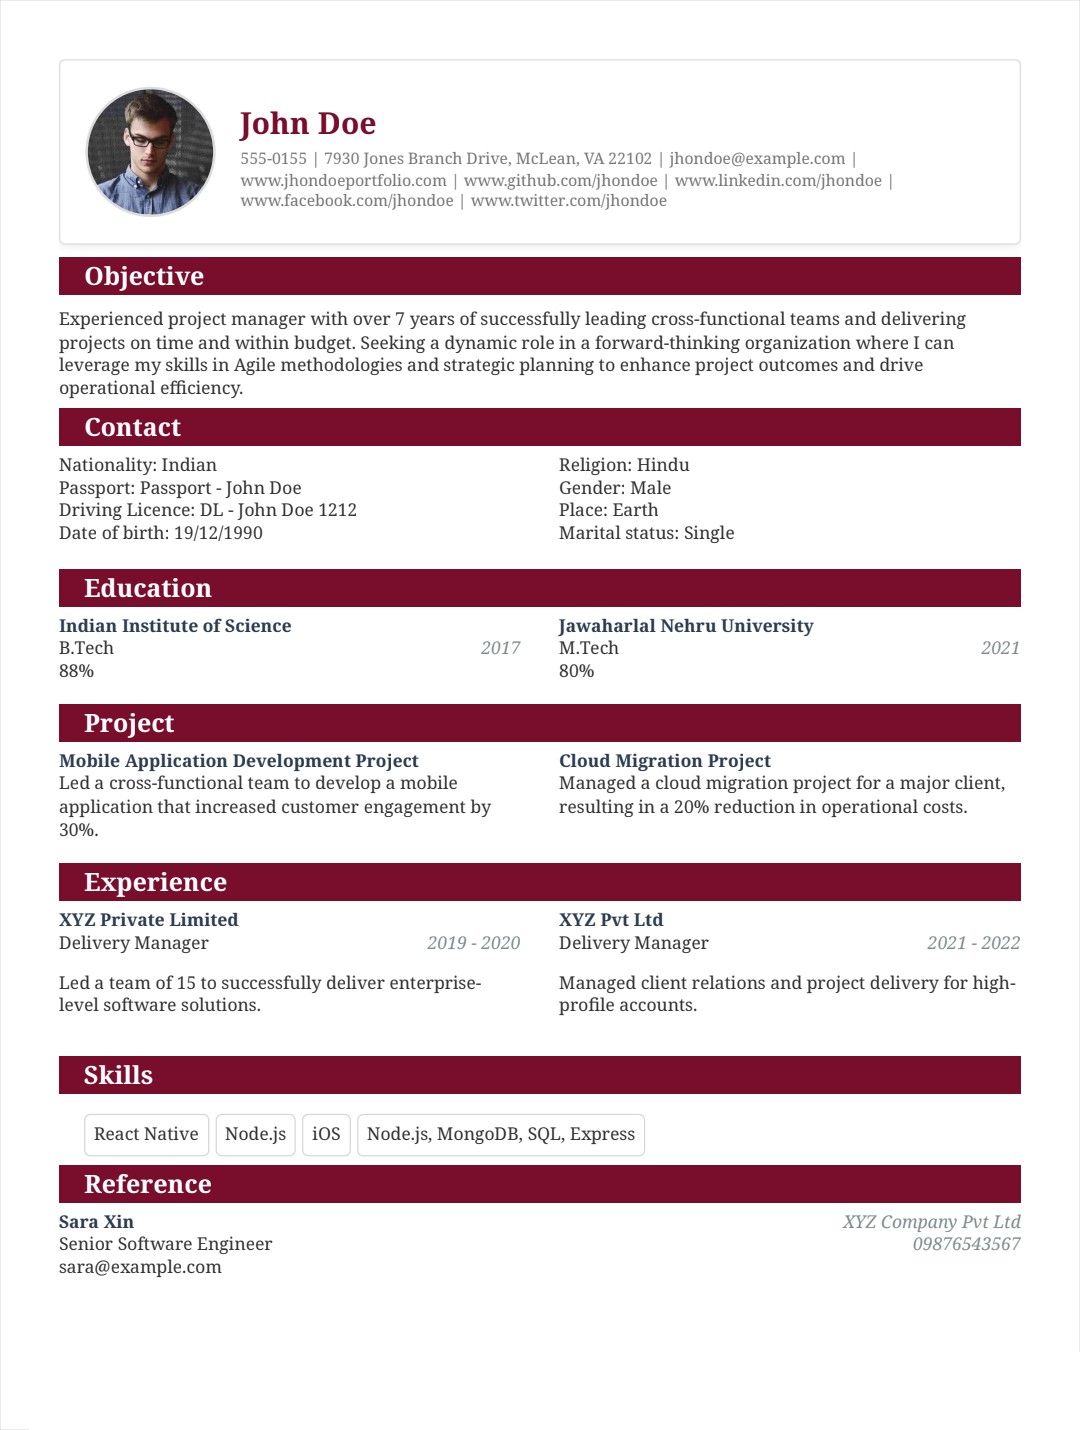 John Doe
555-0155 | 7930 Jones Branch Drive, McLean, VA 22102 | jhondoe@example.com |
www.jhondoeportfolio.com | www.github.com/jhondoe | www.linkedin.com/jhondoe |
www.facebook.com/jhondoe | www.twitter.com/jhondoe
Objective
Experienced project manager with over 7 years of successfully leading cross-functional teams and delivering
projects on time and within budget. Seeking a dynamic role in a forward-thinking organization where I can
leverage my skills in Agile methodologies and strategic planning to enhance project outcomes and drive
operational efficiency.
Contact
Nationality: Indian
Passport: Passport - John Doe
Driving Licence: DL - John Doe 1212
Date of birth: 19/12/1990
Religion: Hindu
Gender: Male
Place: Earth
Marital status: Single
Education
Indian Institute of Science
B.Tech 2017
88%
Jawaharlal Nehru University
M.Tech 2021
80%
Project
Mobile Application Development Project
Led a cross-functional team to develop a mobile
application that increased customer engagement by
30%.
Cloud Migration Project
Managed a cloud migration project for a major client,
resulting in a 20% reduction in operational costs.
Experience
XYZ Private Limited
Delivery Manager 2019 - 2020
Led a team of 15 to successfully deliver enterprise-
level software solutions.
XYZ Pvt Ltd
Delivery Manager 2021 - 2022
Managed client relations and project delivery for high-
profile accounts.
Skills
React Native Node.js iOS Node.js, MongoDB, SQL, Express
Reference
Sara Xin XYZ Company Pvt Ltd
Senior Software Engineer 09876543567
sara@example.com